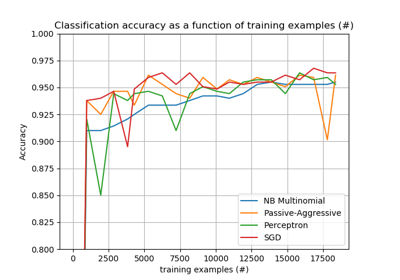 Classification accuracy as a function of training examples (#)
1.000
0.975
0.950
0.925
0.900
0.875
0.850
0.825
0.800
Accuracy
NB Multinomial
Passive-Aggressive
Perceptron
SGD
0 2500 5000 7500 10000 12500 15000 17500
training examples (#)